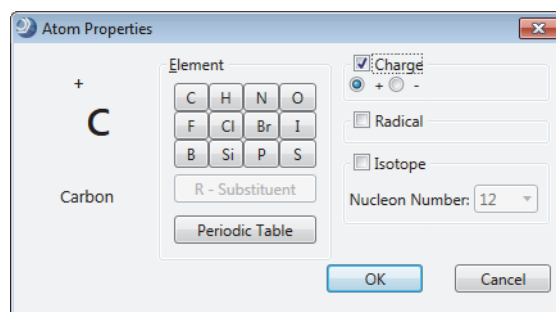 Atom Properties
+
C
Carbon
Element
C H N O
F Cl Br I
B Si P S
R - Substituent
Periodic Table
Charge
+ -
Radical
Isotope
Nucleon Number: 12
OK Cancel